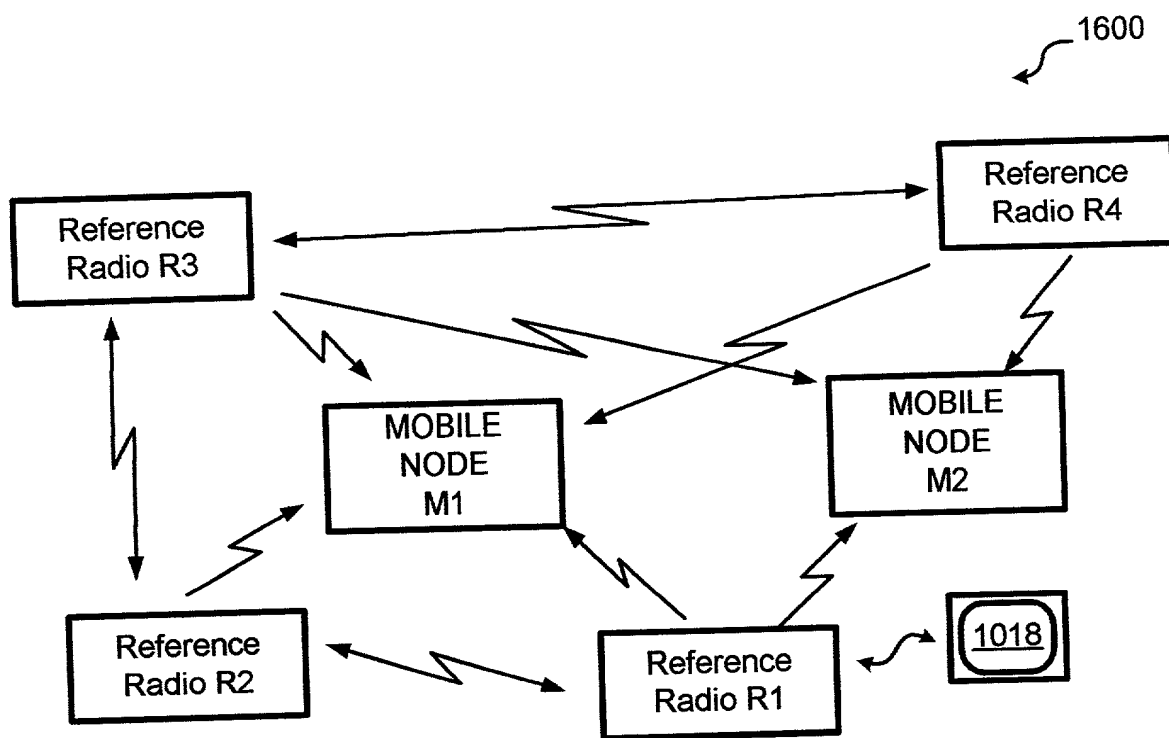 1600
Reference
Radio R4
Reference
Radio R3
MOBILE
NODE
M1
MOBILE
NODE
M2
Reference
Radio R2
Reference
Radio R1
1018